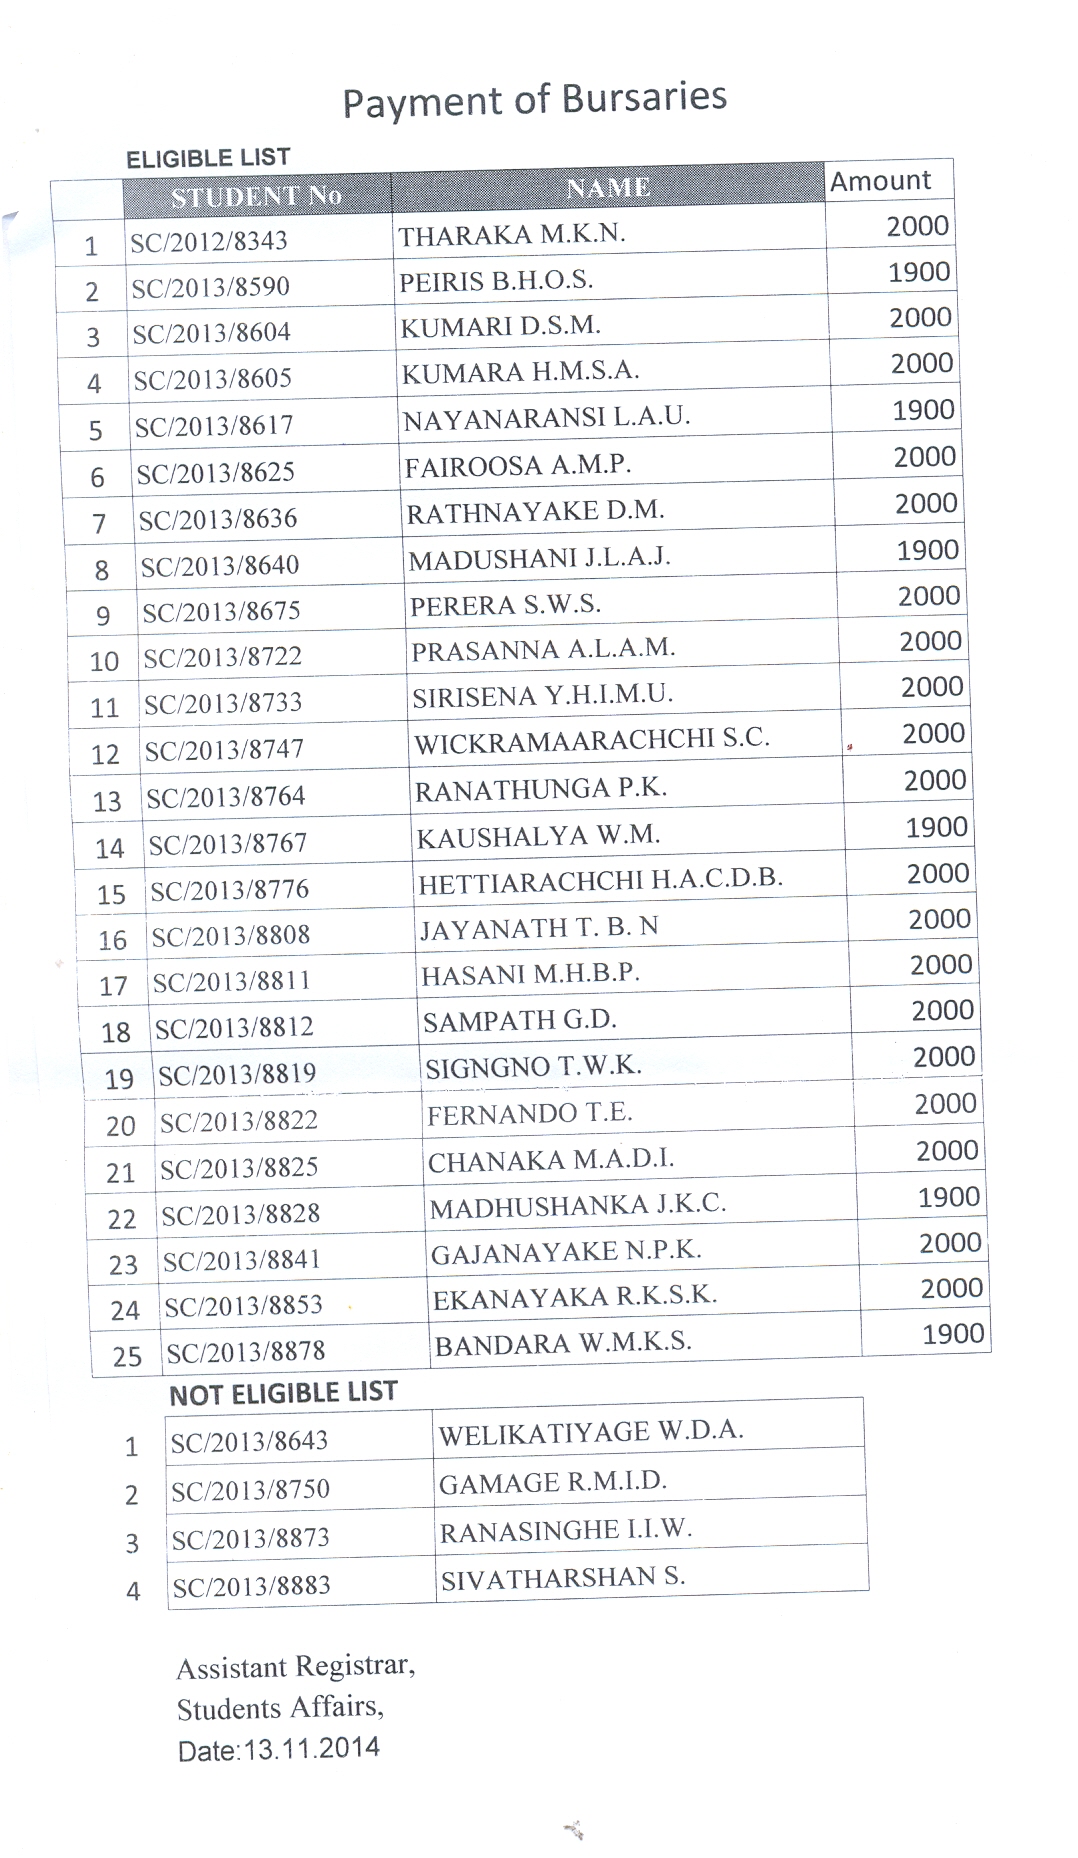 Payment of Bursaries
ELIGIBLE LIST
STUDENT No NAME Amount
1 SC/2012/8343 THARAKA M.K.N. 2000
2 SC/2013/8590 PEIRIS B.H.O.S. 1900
3 SC/2013/8604 KUMARI D.S.M. 2000
4 SC/2013/8605 KUMARA H.M.S.A. 2000
5 SC/2013/8617 NAYANARANSI L.A.U. 1900
6 SC/2013/8625 FAIROOSA A.M.P. 2000
7 SC/2013/8636 RATHNAYAKE D.M. 2000
8 SC/2013/8640 MADUSHANI J.L.A.J. 1900
9 SC/2013/8675 PERERA S.W.S. 2000
10 SC/2013/8722 PRASANNA A.L.A.M. 2000
11 SC/2013/8733 SIRISENA Y.H.I.M.U. 2000
12 SC/2013/8747 WICKRAMAARACHCHI S.C. 2000
13 SC/2013/8764 RANATHUNGA P.K. 2000
14 SC/2013/8767 KAUSHALYA W.M. 1900
15 SC/2013/8776 HETTIARACHCHI H.A.C.D.B. 2000
16 SC/2013/8808 JAYANATH T. B. N 2000
17 SC/2013/8811 HASANI M.H.B.P. 2000
18 SC/2013/8812 SAMPATH G.D. 2000
19 SC/2013/8819 SIGNGNO T.W.K. 2000
20 SC/2013/8822 FERNANDO T.E. 2000
21 SC/2013/8825 CHANAKA M.A.D.I. 2000
22 SC/2013/8828 MADHUSHANKA J.K.C. 1900
23 SC/2013/8841 GAJANAYAKE N.P.K. 2000
24 SC/2013/8853 EKANAYAKA R.K.S.K. 2000
25 SC/2013/8878 BANDARA W.M.K.S. 1900
NOT ELIGIBLE LIST
1 SC/2013/8643 WELIKATIYAGE W.D.A.
2 SC/2013/8750 GAMAGE R.M.I.D.
3 SC/2013/8873 RANASINGHE I.I.W.
4 SC/2013/8883 SIVATHARSHAN S.
Assistant Registrar,
Students Affairs,
Date:13.11.2014